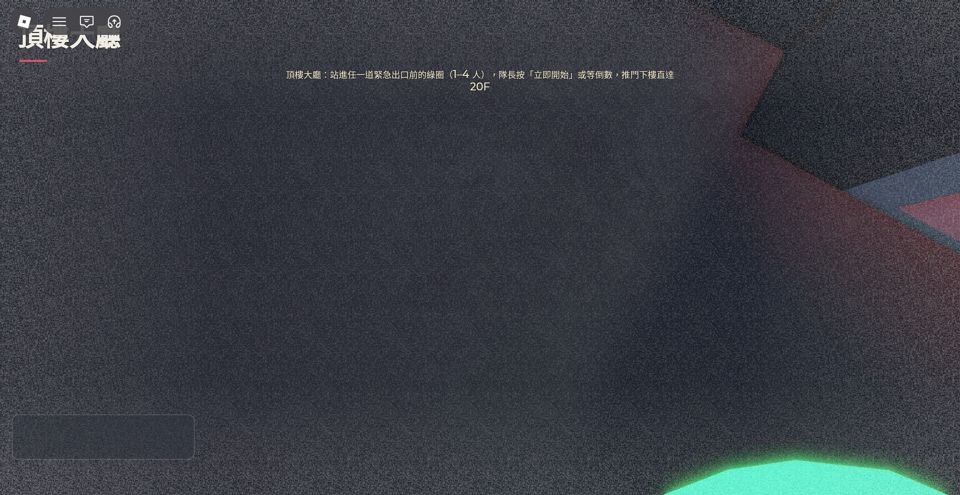 頂樓大廳
頂樓大廳：站進任一道緊急出口前的綠圈（1–4 人），隊長按「立即開始」或等倒數，推門下樓直達
20F